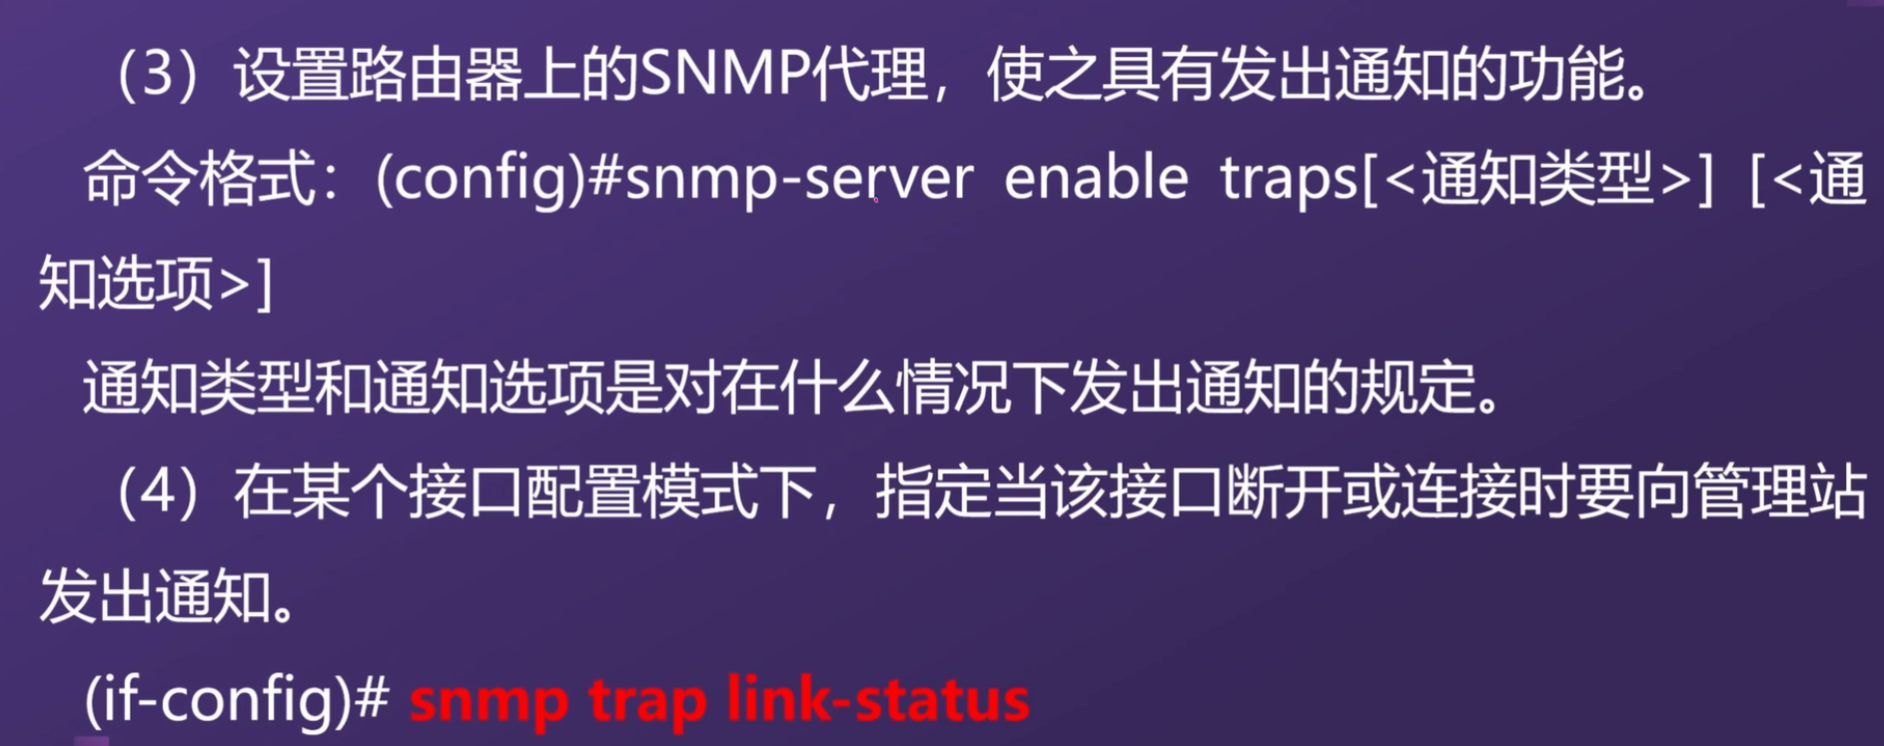 （3）设置路由器上的SNMP代理，使之具有发出通知的功能。
命令格式：(config)#snmp-server enable traps[<通知类型>] [<通
知选项>]
通知类型和通知选项是对在什么情况下发出通知的规定。
（4）在某个接口配置模式下，指定当该接口断开或连接时要向管理站
发出通知。
(if-config)# snmp trap link-status